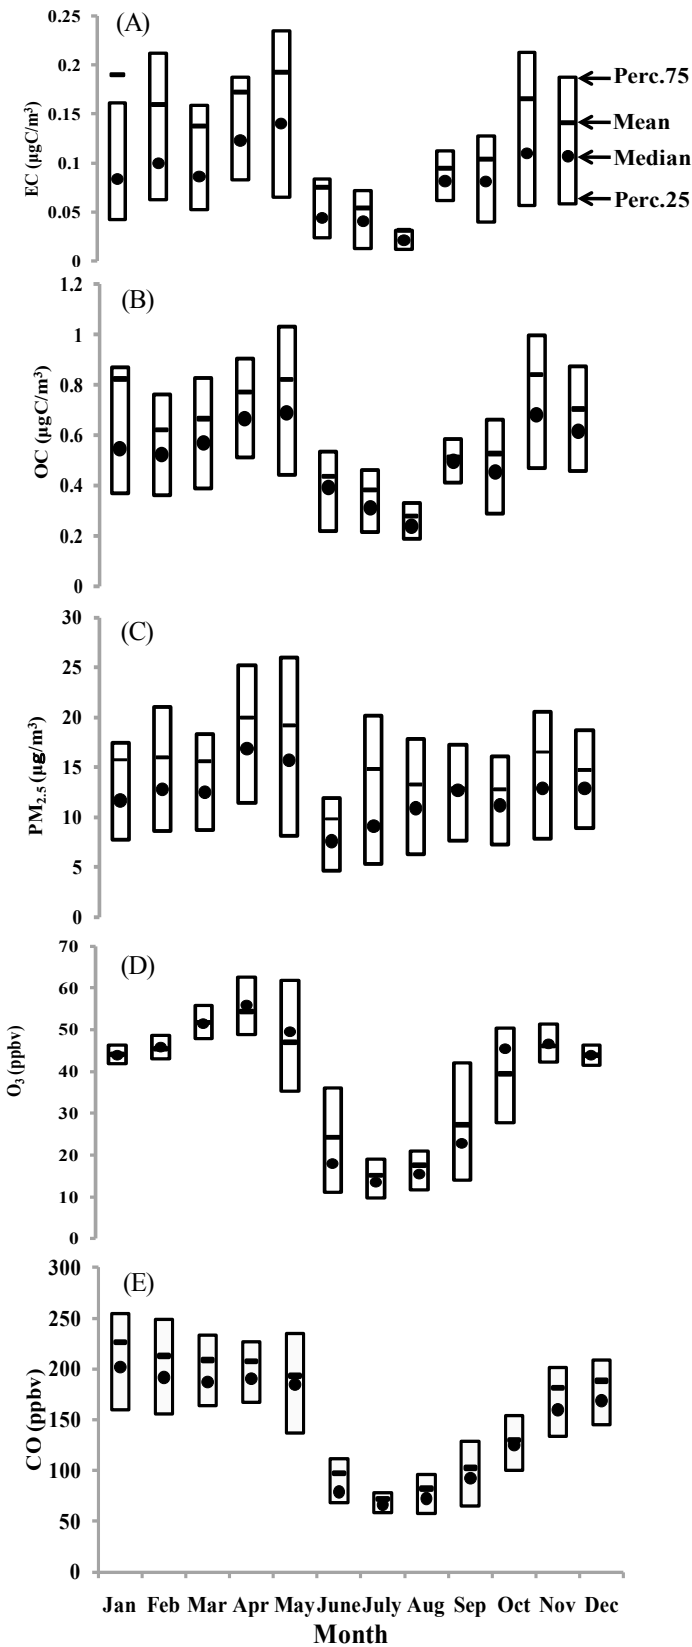 (A)
0.25
0.2
0.15
0.1
0.05
0
EC (µgC/m³)
Perc.75
Mean
Median
Perc.25
(B)
1.2
1
0.8
0.6
0.4
0.2
0
OC (µgC/m³)
(C)
30
25
20
15
10
5
0
PM2.5 (µg/m³)
(D)
70
60
50
40
30
20
10
0
O3 (ppbv)
(E)
300
250
200
150
100
50
0
CO (ppbv)
Jan Feb Mar Apr May June July Aug Sep Oct Nov Dec
Month